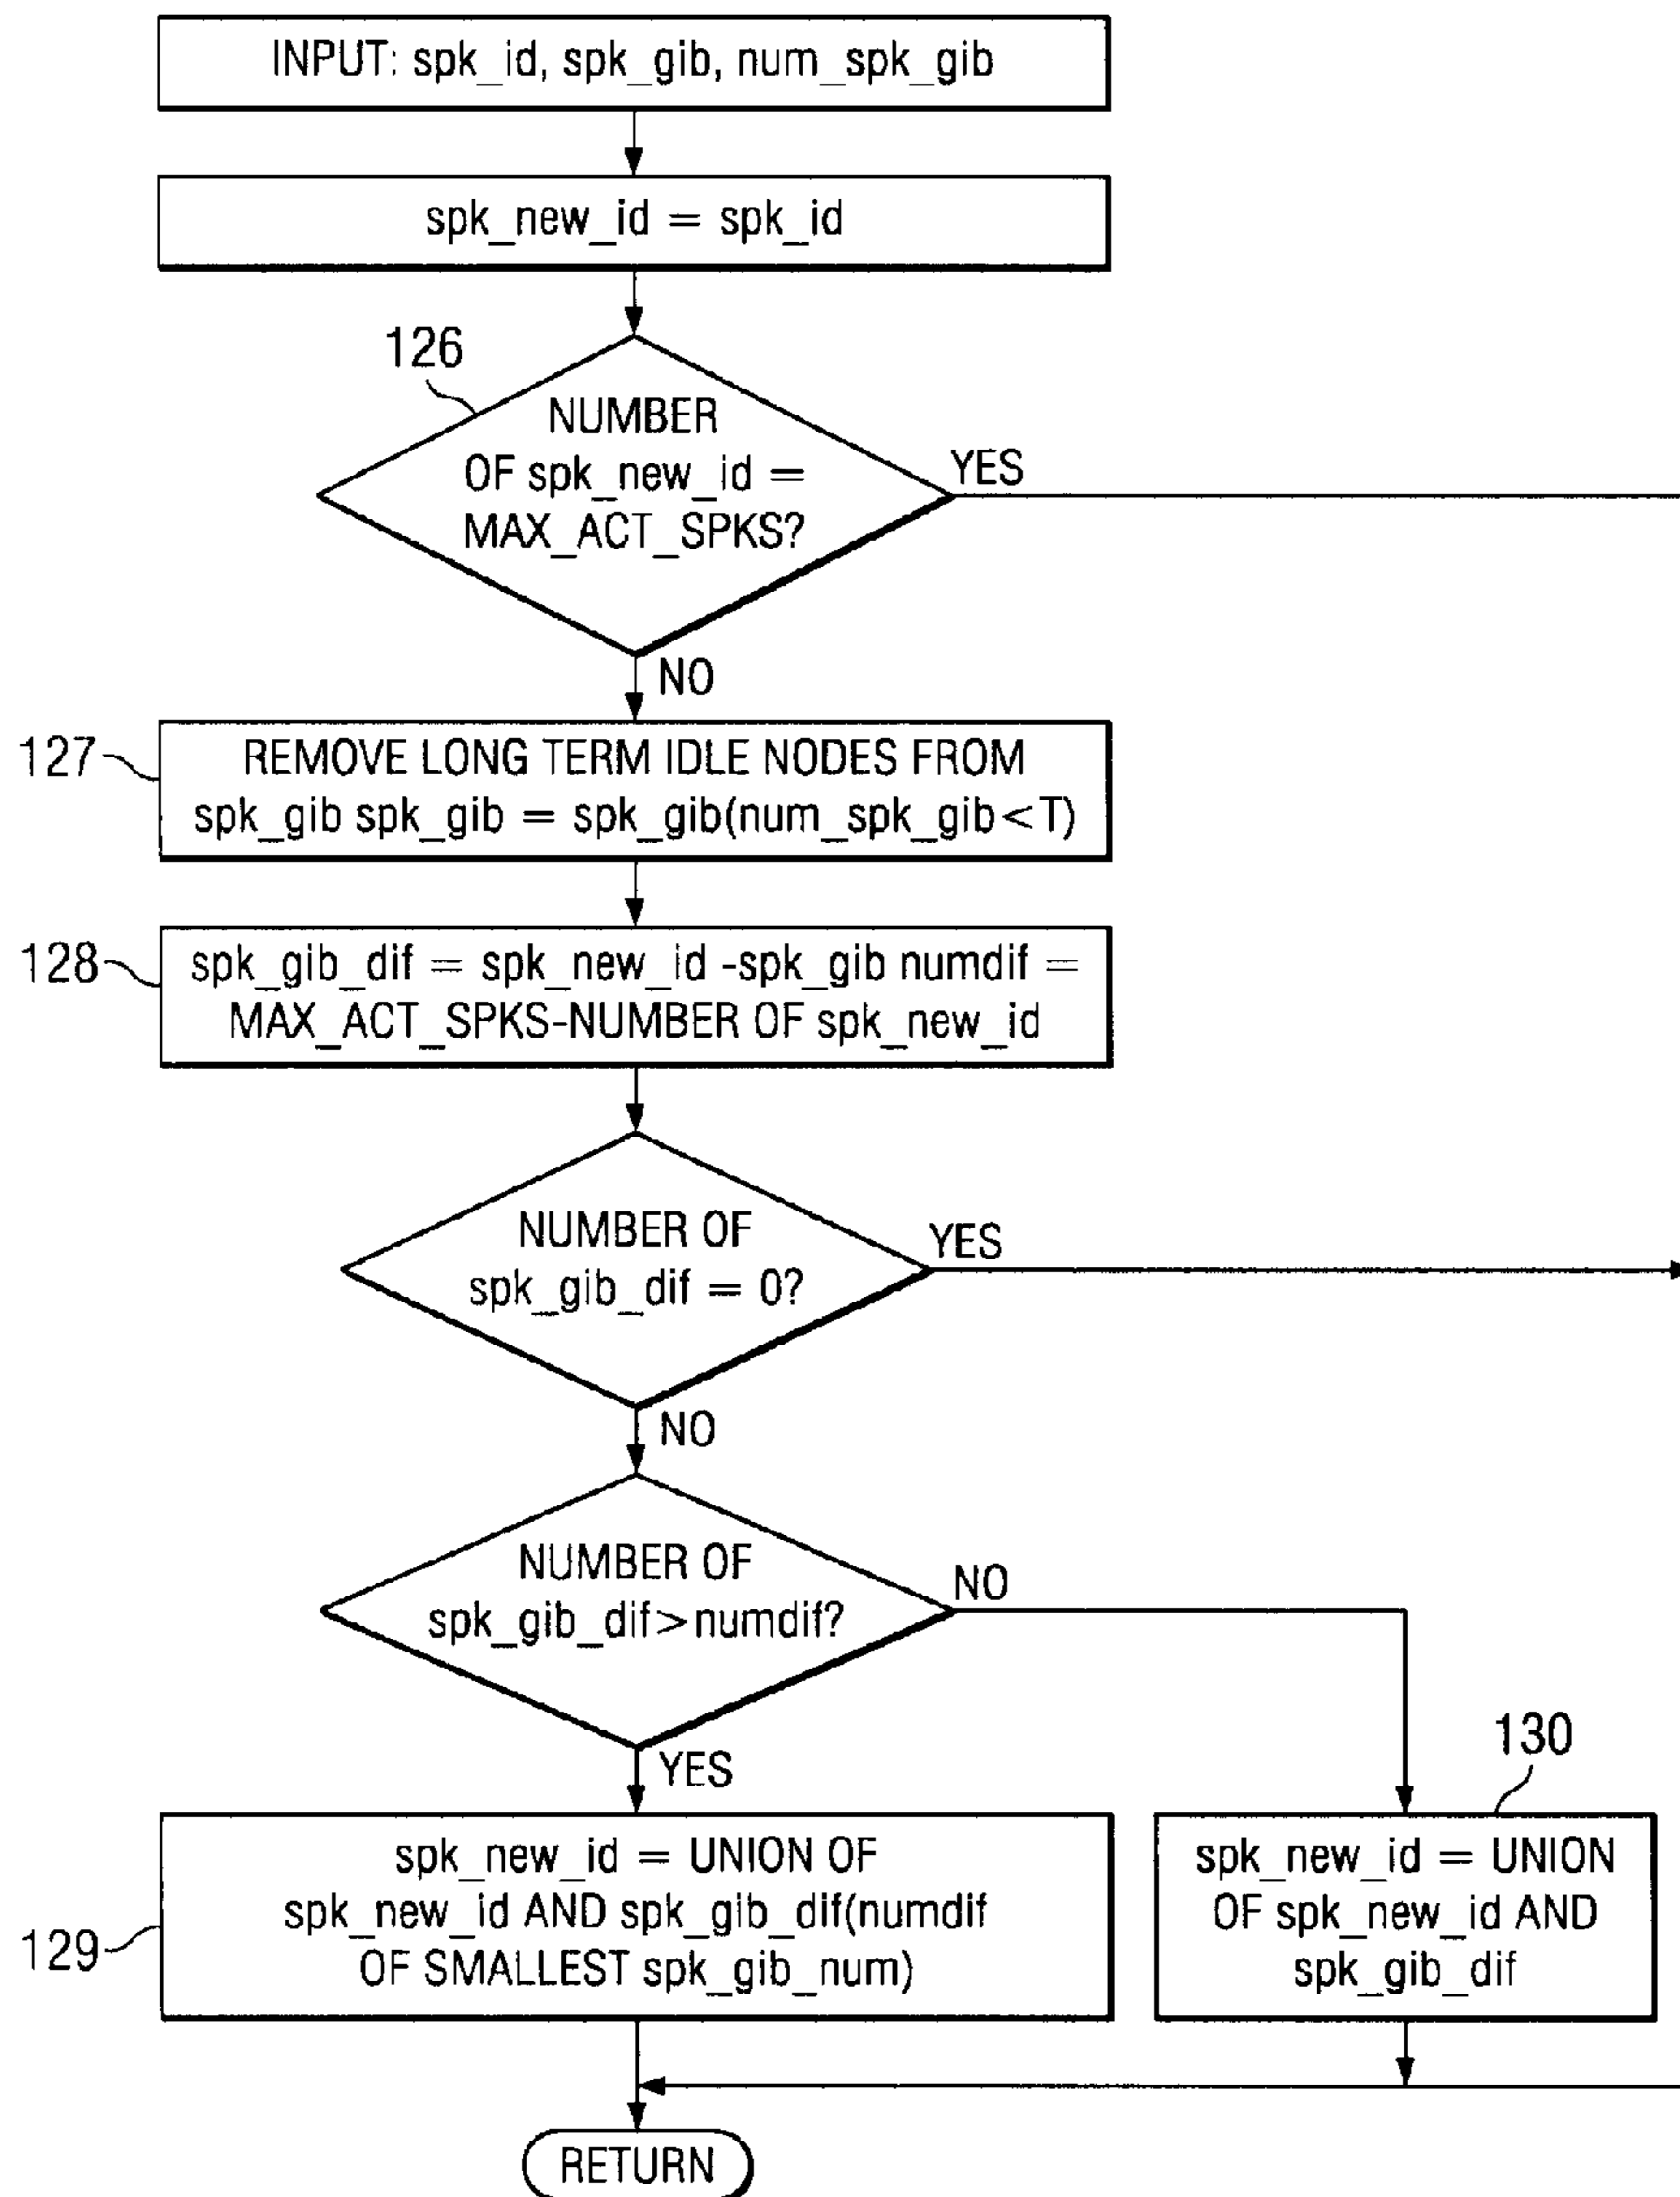 INPUT: spk_id, spk_gib, num_spk_gib
spk_new_id = spk_id
126
NUMBER
OF spk_new_id =
MAX_ACT_SPKS?
YES
NO
127
REMOVE LONG TERM IDLE NODES FROM
spk_gib spk_gib = spk_gib(num_spk_gib<T)
128
spk_gib_dif = spk_new_id -spk_gib numdif =
MAX_ACT_SPKS-NUMBER OF spk_new_id
NUMBER OF
spk_gib_dif = 0?
YES
NO
NUMBER OF
spk_gib_dif>numdif?
NO
YES
130
129
spk_new_id = UNION OF
spk_new_id AND spk_gib_dif(numdif
OF SMALLEST spk_gib_num)
spk_new_id = UNION
OF spk_new_id AND
spk_gib_dif
RETURN